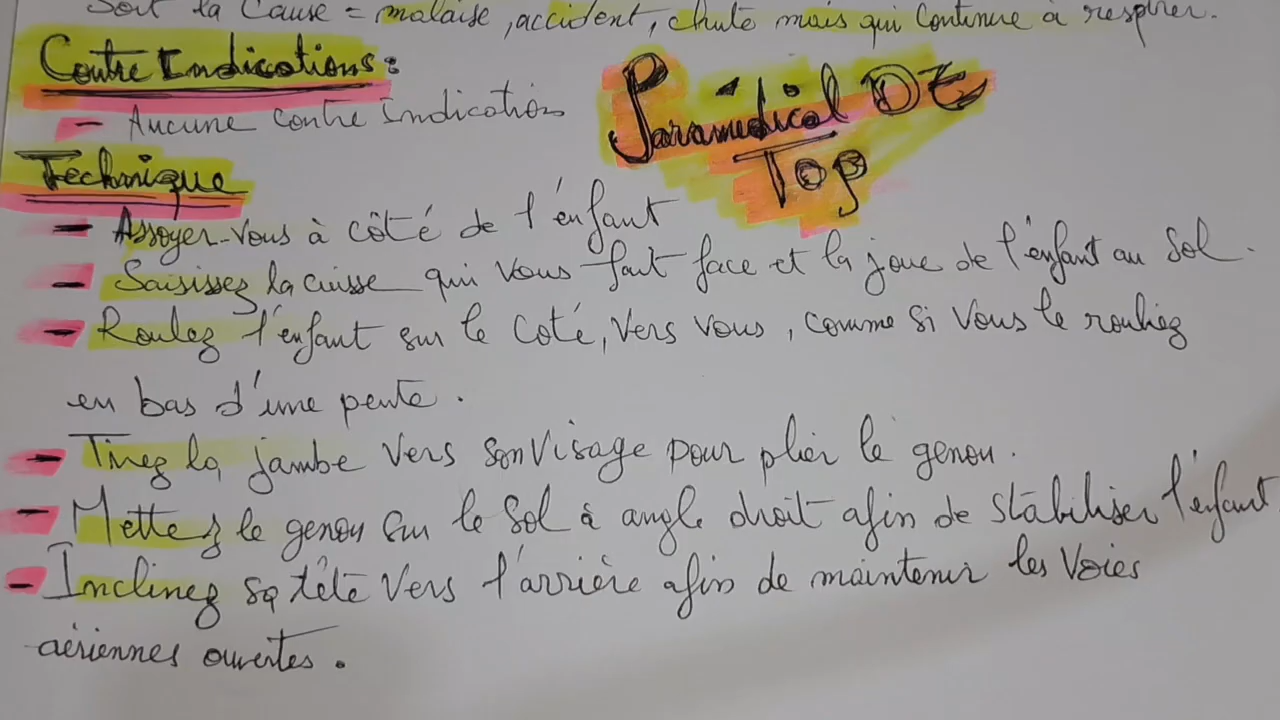 Soit la Cause = malaise, accident, chute mais qui continue à respirer.
Contre Indications :
- Aucune contre Indication
Paramedical DZ
Top
Technique
- Assoyer-vous à côté de l'enfant
- Saisissez la cuisse qui vous fait face et la joue de l'enfant au sol.
- Roulez l'enfant sur le coté, vers vous, comme si vous le rouliez
en bas d'une pente.
- Tirez la jambe vers son visage pour plier le genou.
- Mettez le genou sur le sol à angle droit afin de stabiliser l'enfant
- Inclinez sa tête vers l'arrière afin de maintenir les voies
aériennes ouvertes.